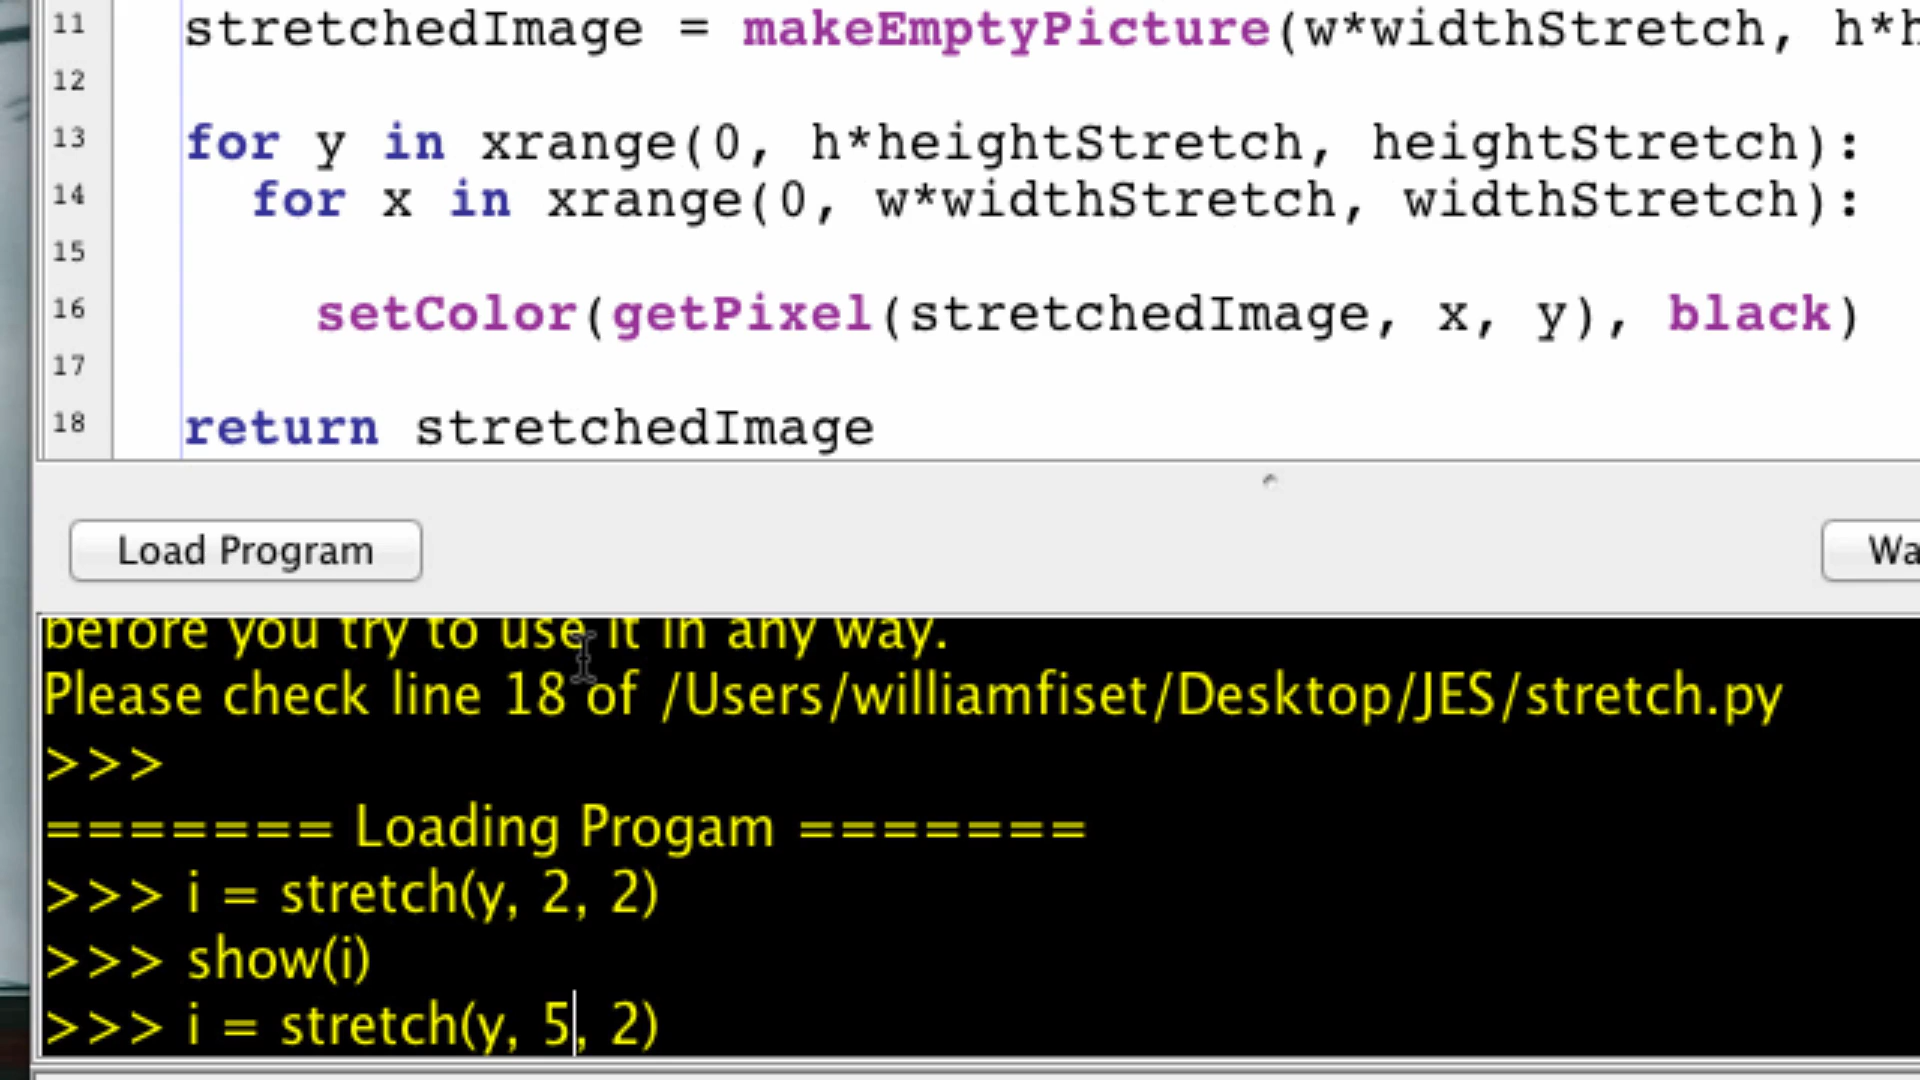 11 stretchedImage = makeEmptyPicture(w*widthStretch, h*h
12
13 for y in xrange(0, h*heightStretch, heightStretch):
14 for x in xrange(0, w*widthStretch, widthStretch):
15
16 setColor(getPixel(stretchedImage, x, y), black)
17
18 return stretchedImage
Load Program Wa
before you try to use it in any way.
Please check line 18 of /Users/williamfiset/Desktop/JES/stretch.py
>>>
======= Loading Progam =======
>>> i = stretch(y, 2, 2)
>>> show(i)
>>> i = stretch(y, 5, 2)